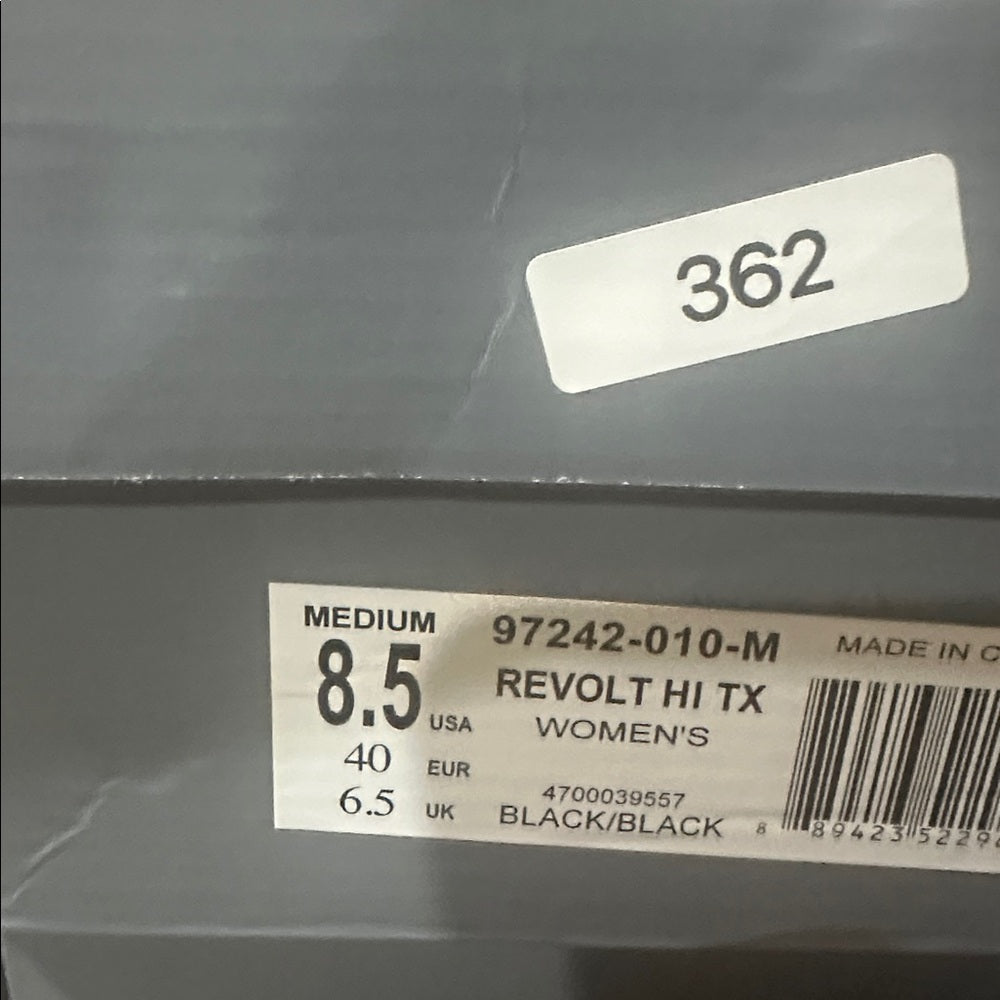 362
MEDIUM
8.5 USA
40 EUR
6.5 UK
97242-010-M
REVOLT HI TX
WOMEN'S
4700039557
BLACK/BLACK
MADE IN C
8 89423 5229